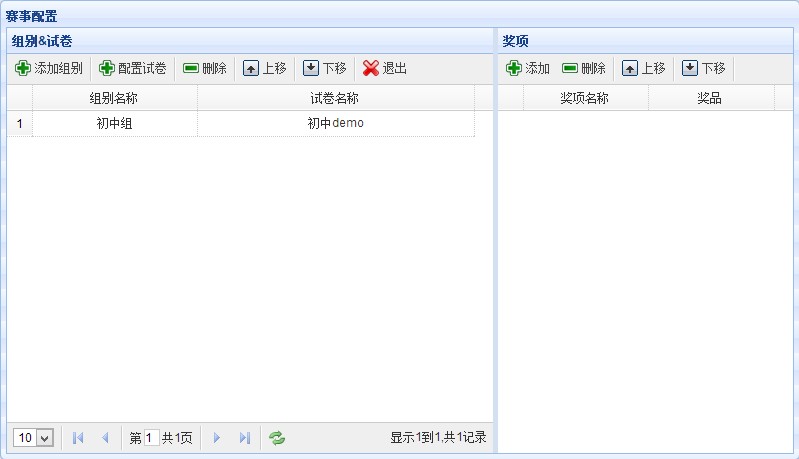 赛事配置
组别&试卷
添加组别 配置试卷 删除 上移 下移 退出
组别名称 试卷名称
1 初中组 初中demo
10 第 1 共1页 显示1到1,共1记录
奖项
添加 删除 上移 下移
奖项名称 奖品